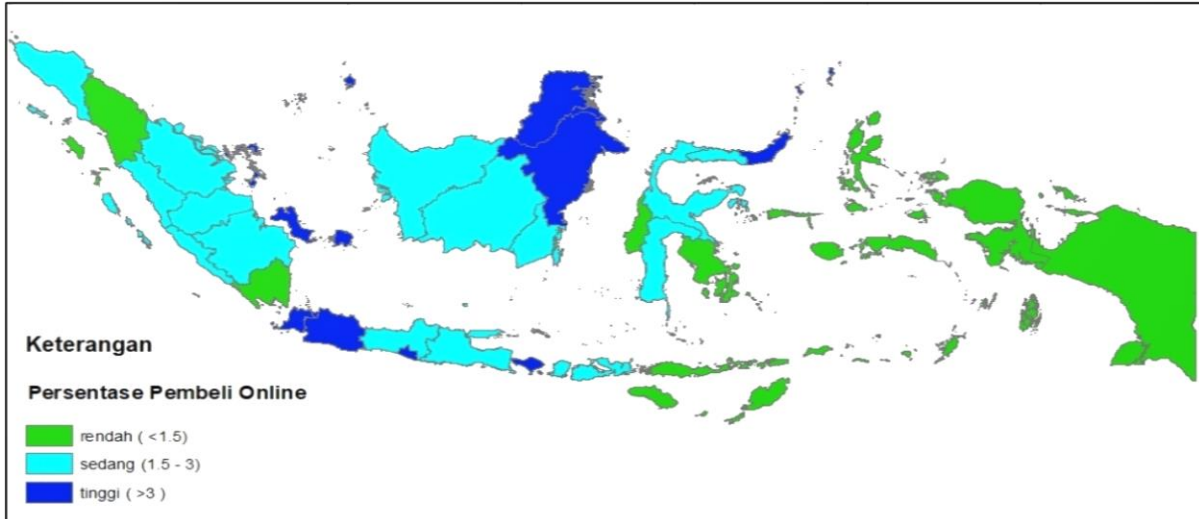 Keterangan
Persentase Pembeli Online
rendah ( <1.5)
sedang (1.5 - 3)
tinggi ( >3 )